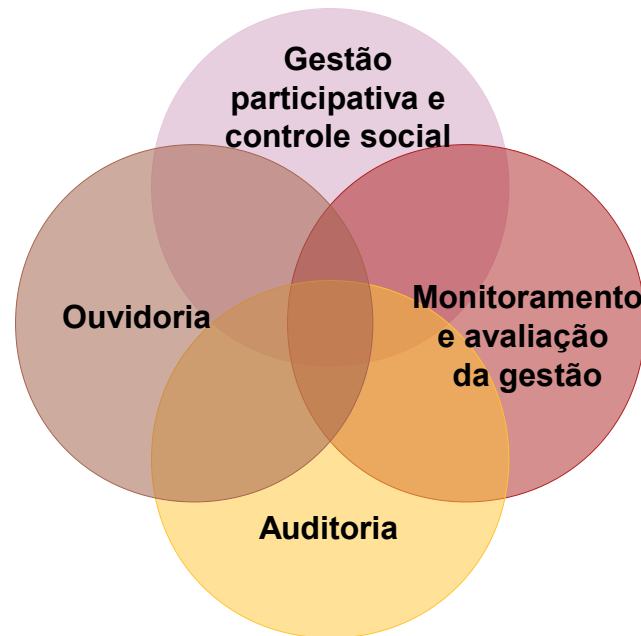 Gestão
participativa e
controle social
Ouvidoria
Monitoramento
e avaliação
da gestão
Auditoria